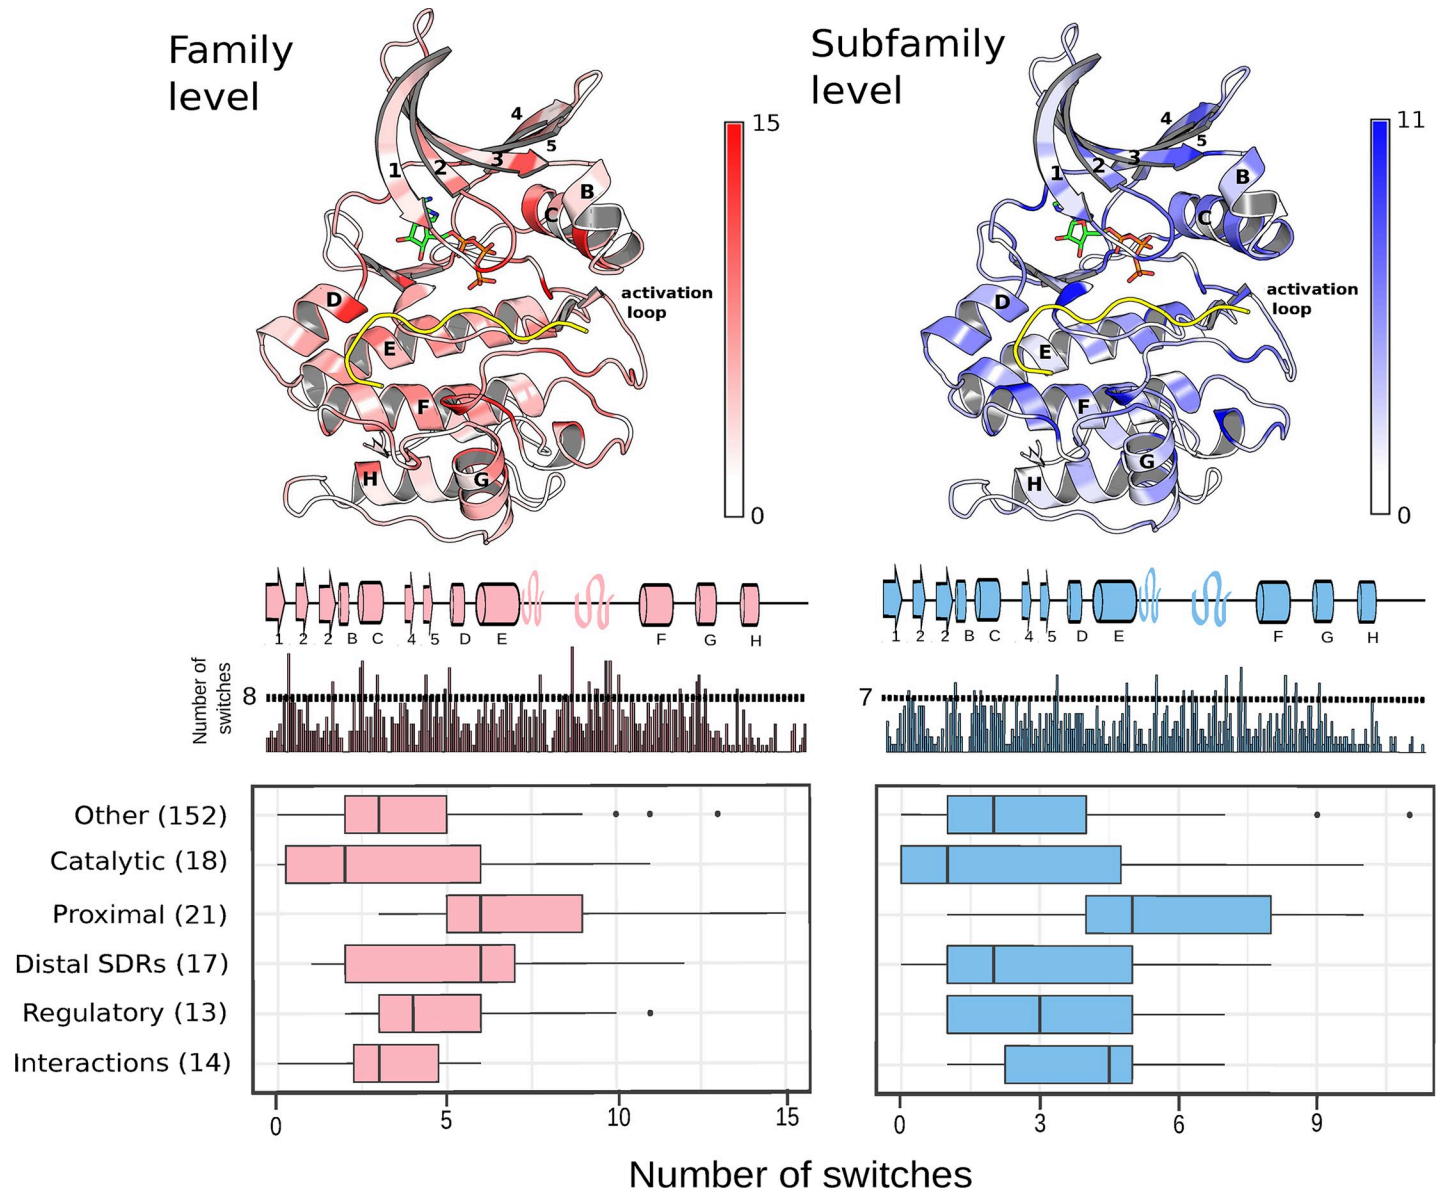 Family
level
15
0
1
2
3
4
5
B
C
D
E
F
G
H
activation
loop
Subfamily
level
11
0
1
2
3
4
5
B
C
D
E
F
G
H
activation
loop
1 2 2 B C 4 5 D E F G H
1 2 2 B C 4 5 D E F G H
Number of
switches
8
7
Other (152)
Catalytic (18)
Proximal (21)
Distal SDRs (17)
Regulatory (13)
Interactions (14)
0 5 10 15
0 3 6 9
Number of switches